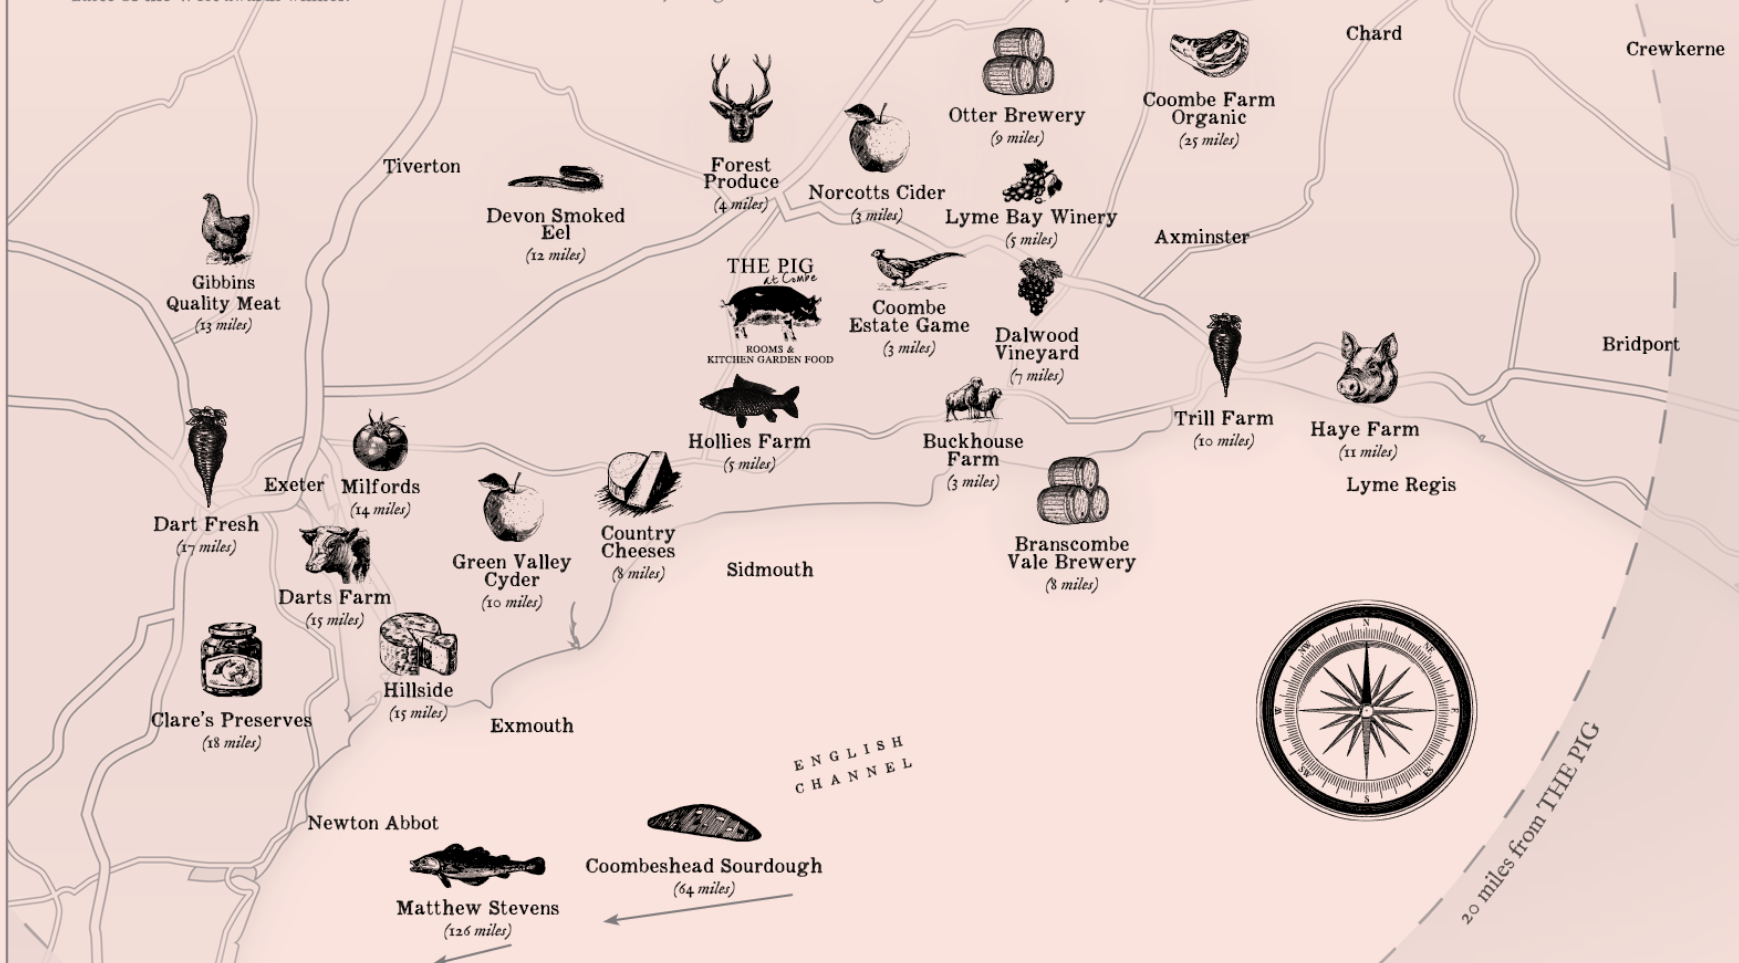 Chard
Crewkerne
Otter Brewery
(9 miles)
Coombe Farm
Organic
(25 miles)
Tiverton
Forest
Produce
(4 miles)
Norcotts Cider
(3 miles)
Devon Smoked
Eel
(12 miles)
Lyme Bay Winery
(5 miles)
Axminster
Gibbins
Quality Meat
(13 miles)
THE PIG
at Combe
ROOMS &
KITCHEN GARDEN FOOD
Coombe
Estate Game
(3 miles)
Dalwood
Vineyard
(7 miles)
Bridport
Trill Farm
(10 miles)
Haye Farm
(11 miles)
Hollies Farm
(5 miles)
Buckhouse
Farm
(3 miles)
Exeter
Milfords
(14 miles)
Lyme Regis
Dart Fresh
(17 miles)
Country
Cheeses
(8 miles)
Green Valley
Cyder
(10 miles)
Sidmouth
Branscombe
Vale Brewery
(8 miles)
Darts Farm
(15 miles)
Hillside
(15 miles)
Clare's Preserves
(18 miles)
Exmouth
ENGLISH
CHANNEL
N
NE
E
ES
S
SW
W
NW
20 miles from THE PIG
Newton Abbot
Coombeshead Sourdough
(64 miles)
Matthew Stevens
(126 miles)